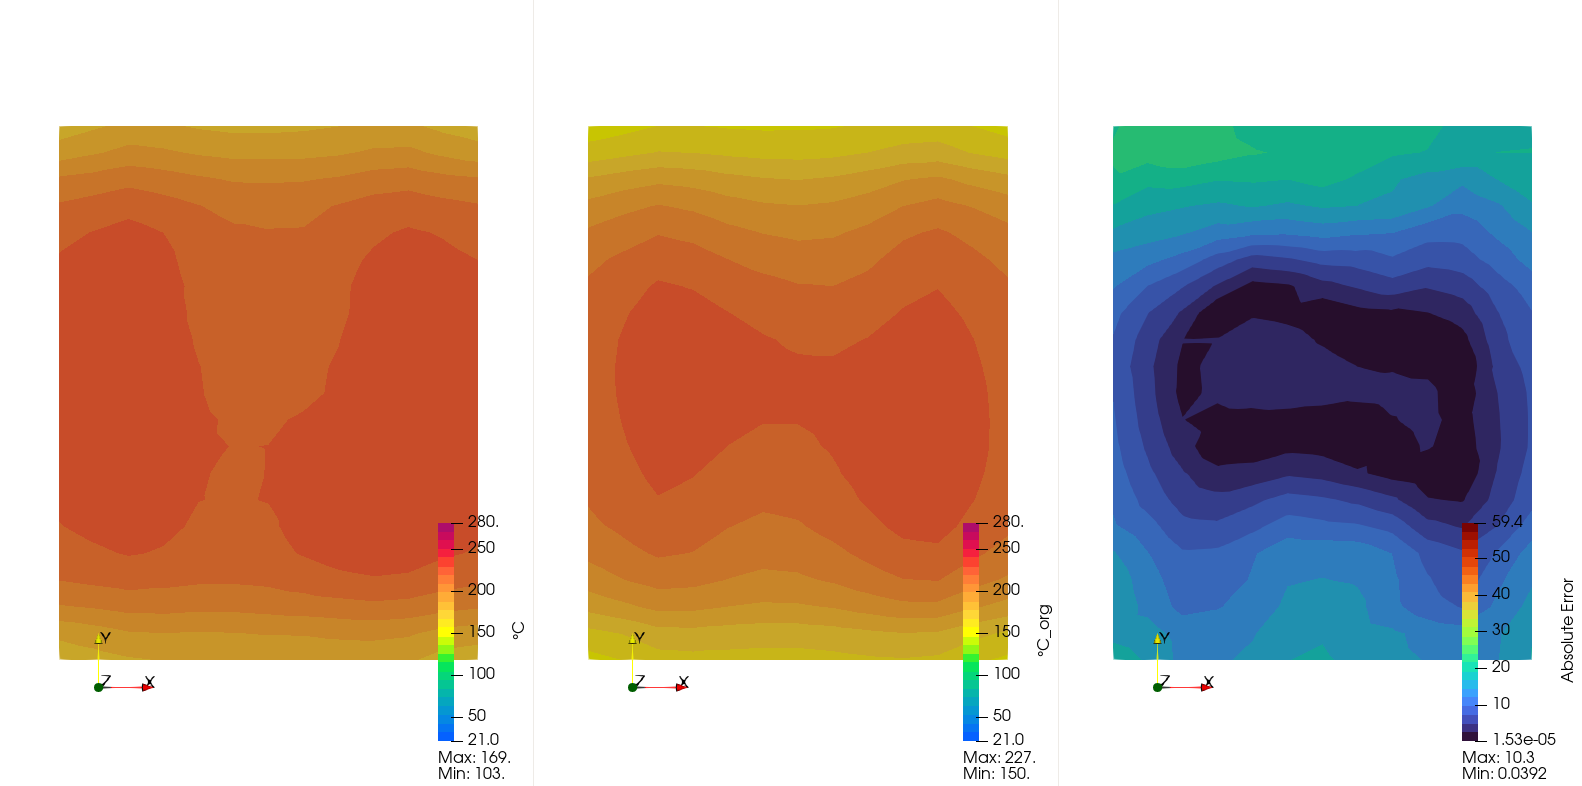 280.
250
200
150
100
50
21.0
°C
Max: 169.
Min: 103.
Y
Z
X
280.
250
200
150
100
50
21.0
°C_org
Max: 227.
Min: 150.
Y
Z
X
59.4
50
40
30
20
10
1.53e-05
Absolute Error
Max: 10.3
Min: 0.0392
Y
Z
X